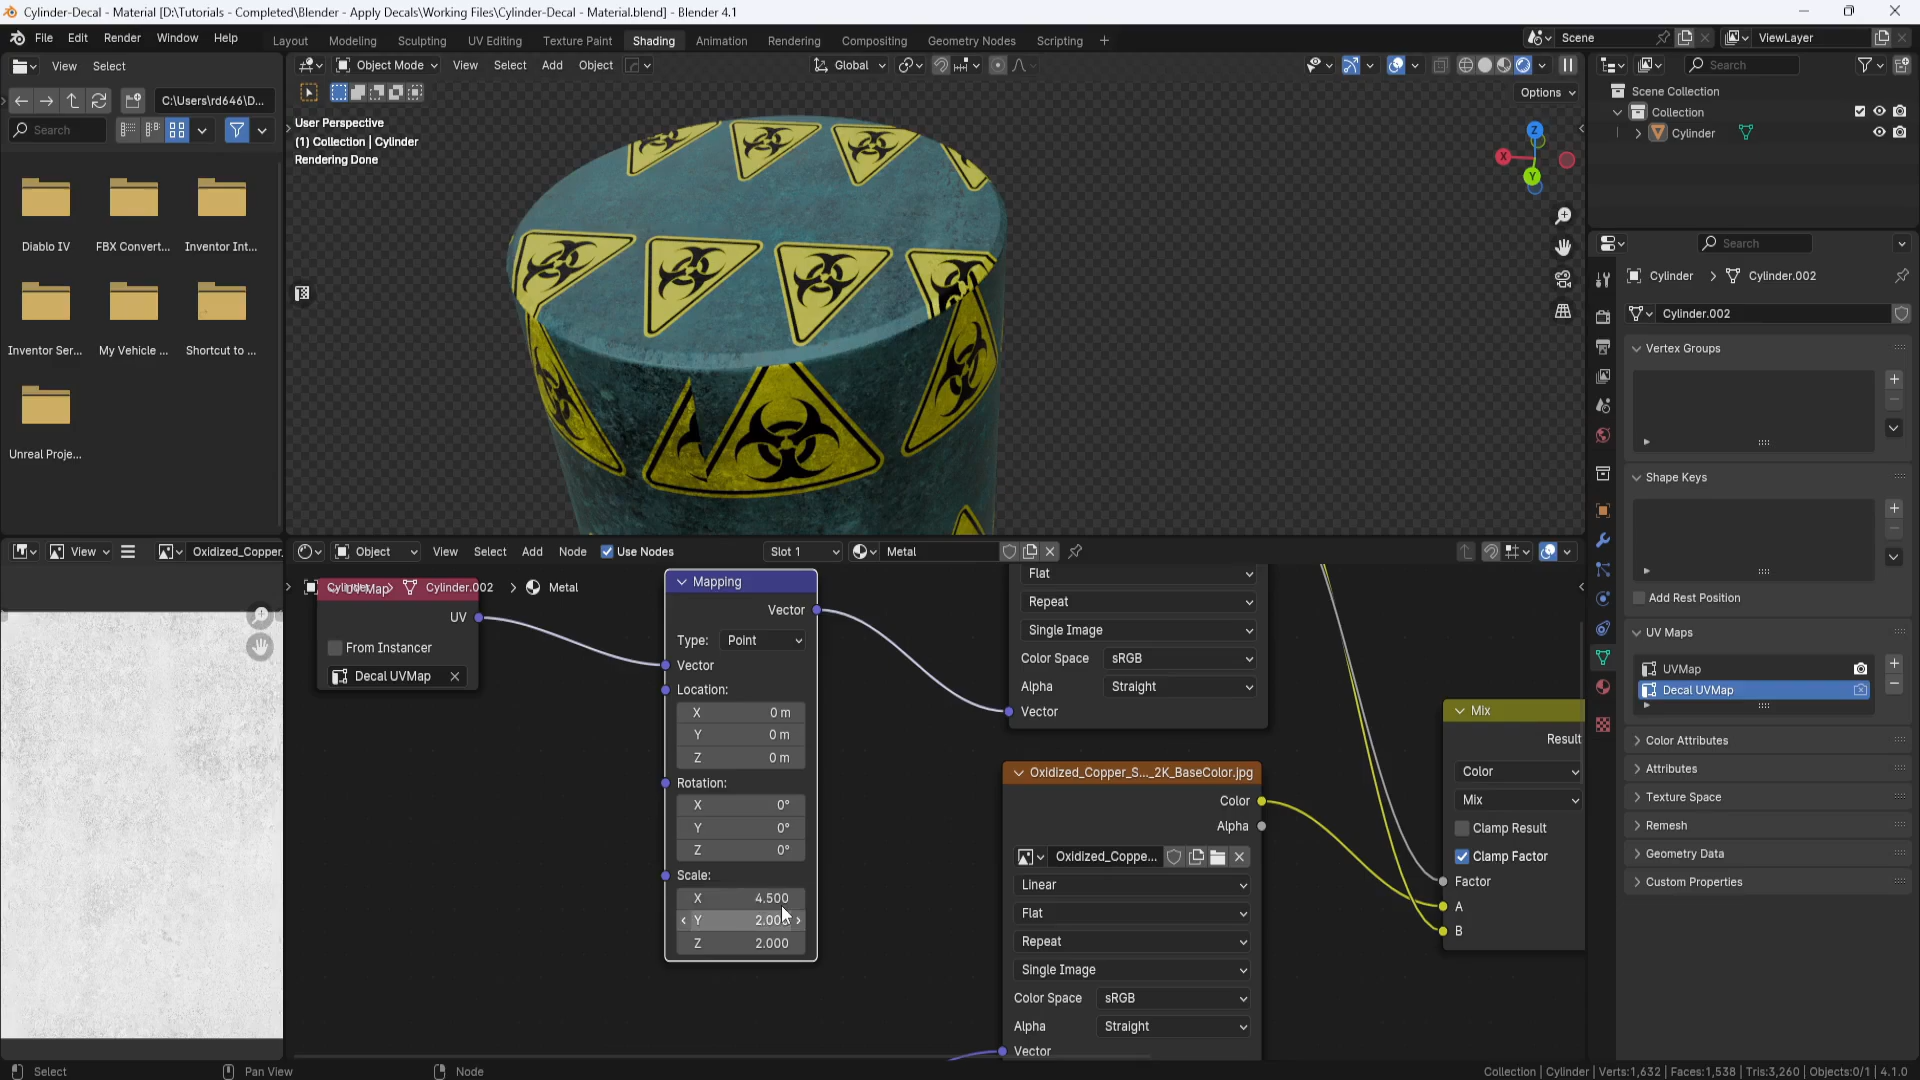 Cylinder-Decal - Material [D:\Tutorials - Completed\Blender - Apply Decals\Working Files\Cylinder-Decal - Material.blend] - Blender 4.1
File Edit Render Window Help
Layout Modeling Sculpting UV Editing Texture Paint Shading Animation Rendering Compositing Geometry Nodes Scripting +
Scene
ViewLayer
View Select
C:\Users\rd646\D...
Search
Diablo IV
FBX Convert...
Inventor Int...
Inventor Ser...
My Vehicle ...
Shortcut to ...
Unreal Proje...
Object Mode View Select Add Object
Global
Options
User Perspective
(1) Collection | Cylinder
Rendering Done
X
Z
Y
Search
Scene Collection
Collection
Cylinder
Search
Cylinder
Cylinder.002
Cylinder.002
Vertex Groups
Shape Keys
Add Rest Position
UV Maps
UVMap
Decal UVMap
Color Attributes
Attributes
Texture Space
Remesh
Geometry Data
Custom Properties
View
Oxidized_Copper.
Object View Select Add Node Use Nodes
Slot 1
Metal
Cylinder
Cylinder.002
Metal
UV Map
UV
From Instancer
Decal UVMap
Mapping
Vector
Type: Point
Vector
Location:
X 0 m
Y 0 m
Z 0 m
Rotation:
X 0°
Y 0°
Z 0°
Scale:
X 4.500
Y 2.000
Z 2.000
Flat
Repeat
Single Image
Color Space sRGB
Alpha Straight
Vector
Oxidized_Copper_S..._2K_BaseColor.jpg
Color
Alpha
Oxidized_Coppe...
Linear
Flat
Repeat
Single Image
Color Space sRGB
Alpha Straight
Vector
Mix
Result
Color
Mix
Clamp Result
Clamp Factor
Factor
A
B
Select
Pan View
Node
Collection | Cylinder | Verts:1,632 | Faces:1,538 | Tris:3,260 | Objects:0/1 | 4.1.0